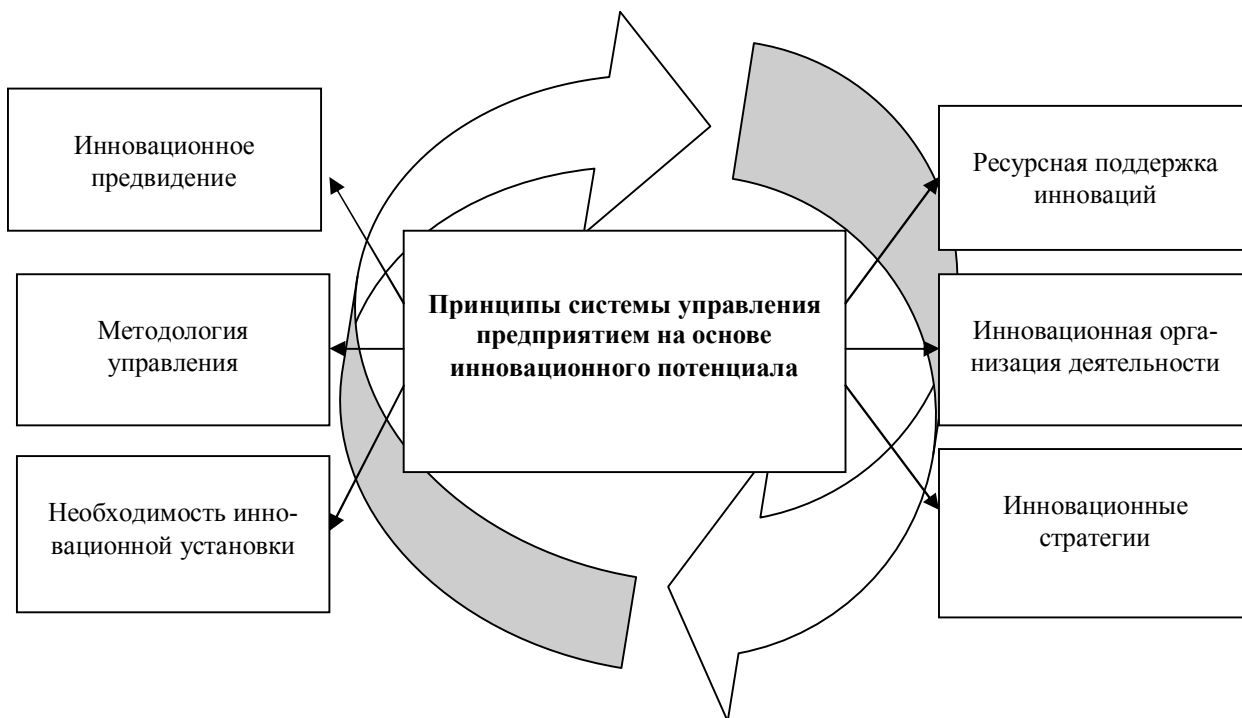 Инновационное
предвидение
Методология
управления
Необходимость инно-
вационной установки
Принципы системы управления
предприятием на основе
инновационного потенциала
Ресурсная поддержка
инноваций
Инновационная орга-
низация деятельности
Инновационные
стратегии